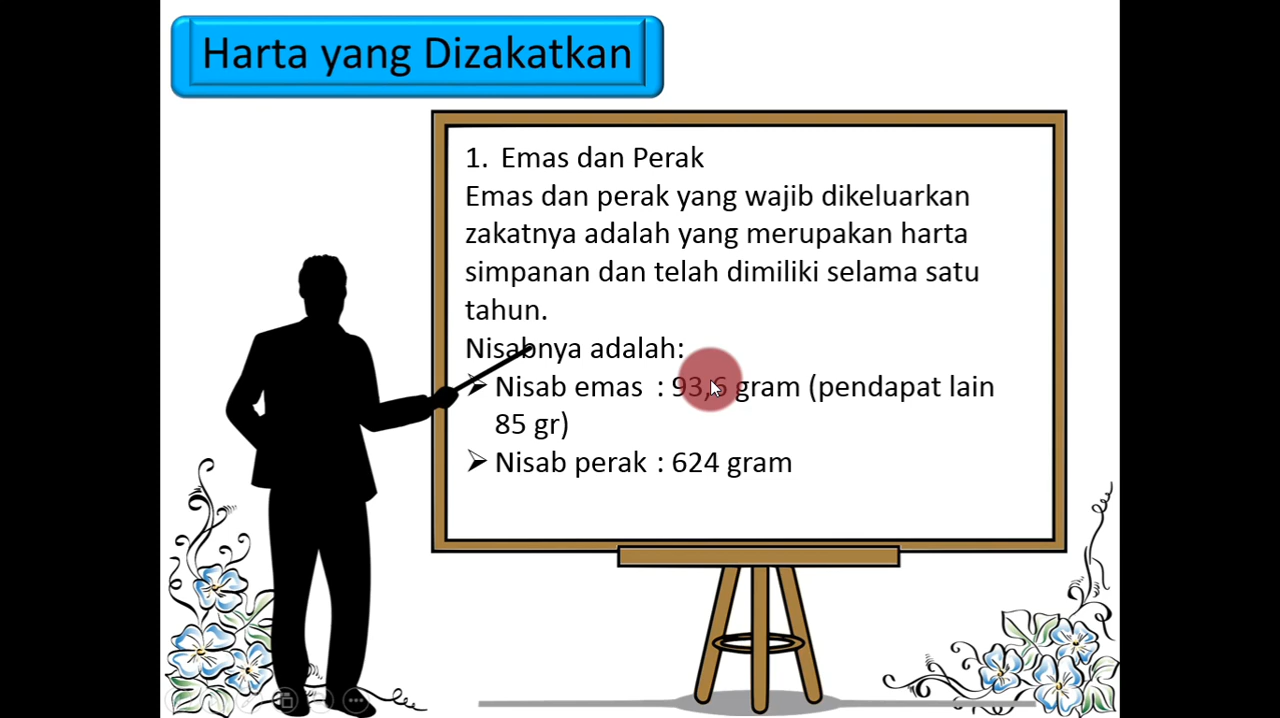 Harta yang Dizakatkan
1. Emas dan Perak
Emas dan perak yang wajib dikeluarkan
zakatnya adalah yang merupakan harta
simpanan dan telah dimiliki selama satu
tahun.
Nisabnya adalah:
➢ Nisab emas : 93,6 gram (pendapat lain
85 gr)
➢ Nisab perak : 624 gram